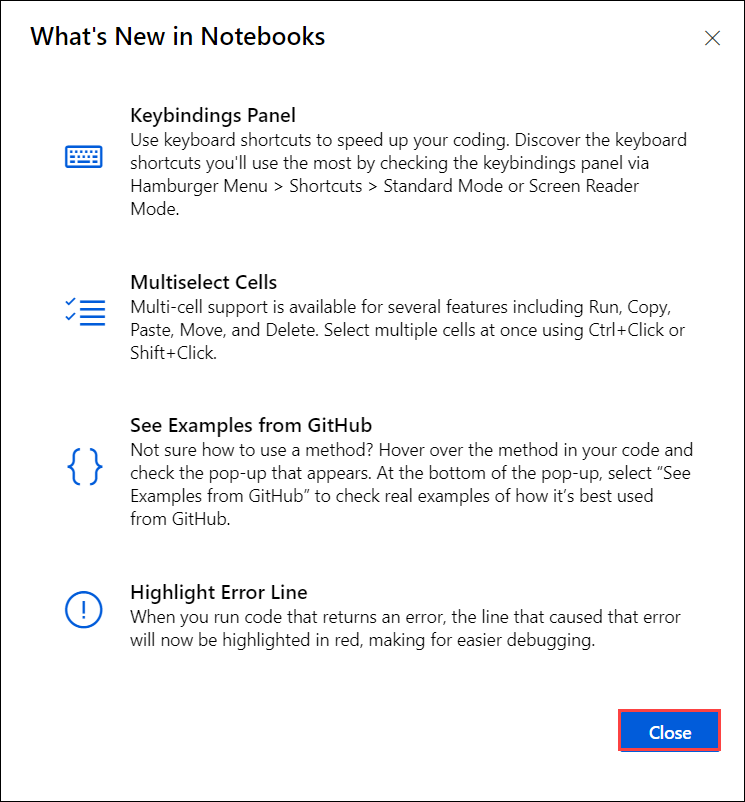 What's New in Notebooks
Keybindings Panel
Use keyboard shortcuts to speed up your coding. Discover the keyboard
shortcuts you'll use the most by checking the keybindings panel via
Hamburger Menu > Shortcuts > Standard Mode or Screen Reader
Mode.
Multiselect Cells
Multi-cell support is available for several features including Run, Copy,
Paste, Move, and Delete. Select multiple cells at once using Ctrl+Click or
Shift+Click.
See Examples from GitHub
Not sure how to use a method? Hover over the method in your code and
check the pop-up that appears. At the bottom of the pop-up, select “See
Examples from GitHub” to check real examples of how it’s best used
from GitHub.
Highlight Error Line
When you run code that returns an error, the line that caused that error
will now be highlighted in red, making for easier debugging.
Close